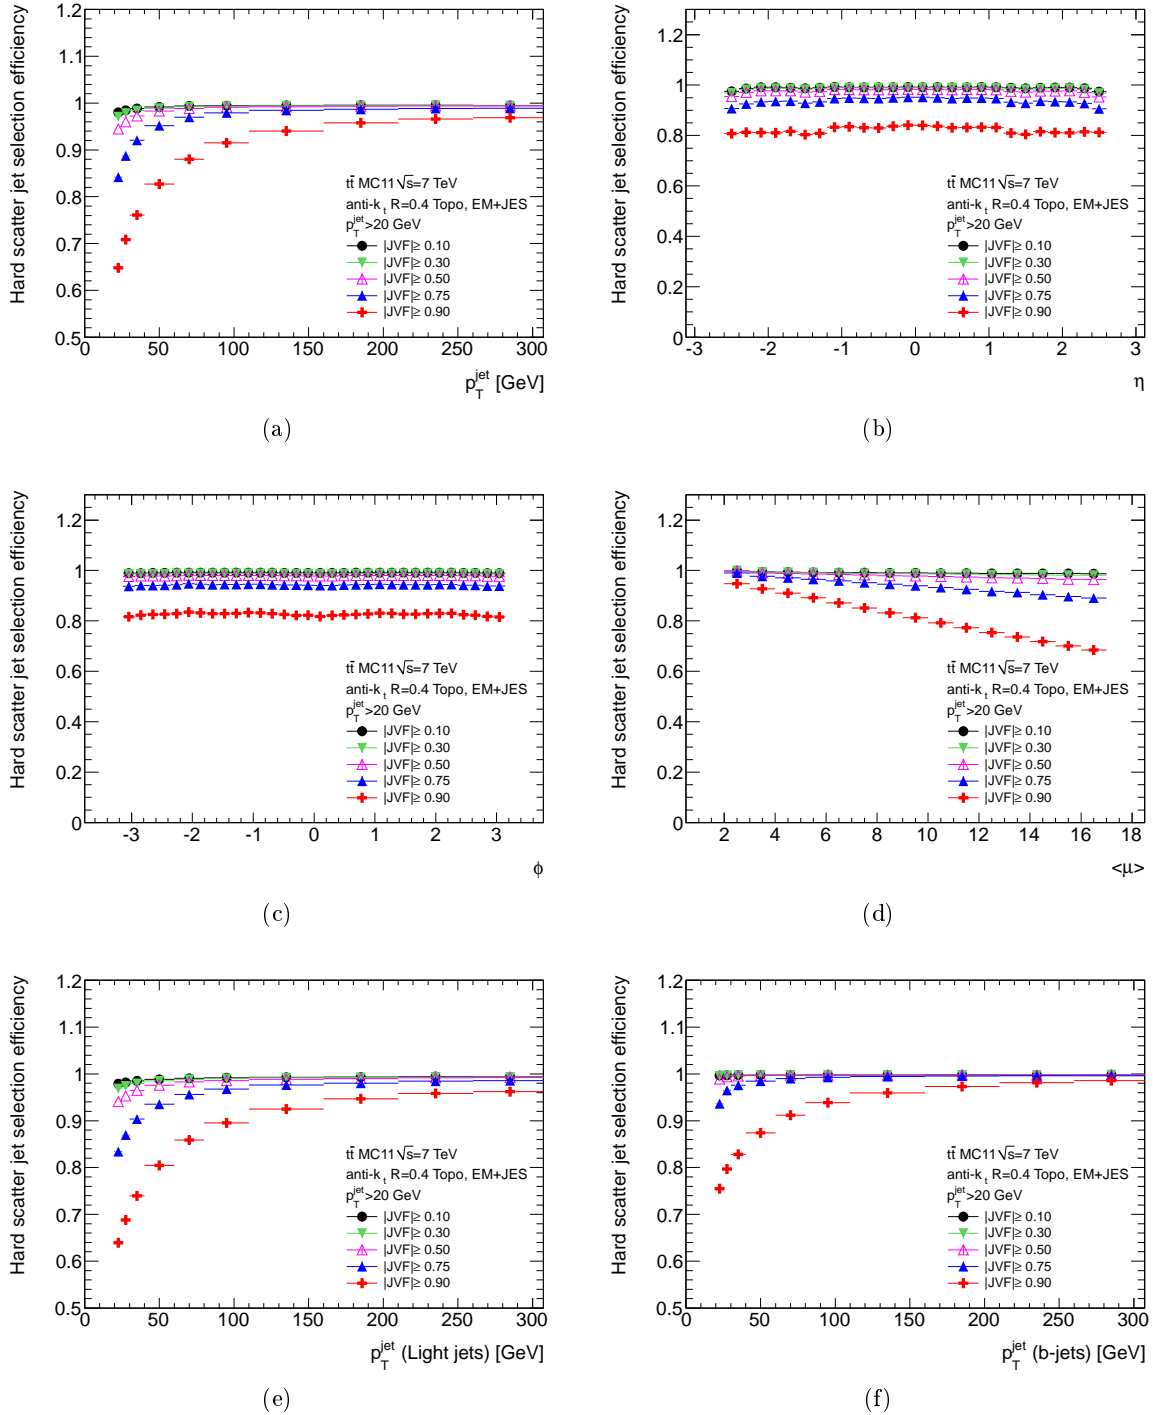 Hard scatter jet selection efficiency
1.2
1.1
1
0.9
0.8
0.7
0.6
0.5
tt̄ MC11 √s=7 TeV
anti-k_t R=0.4 Topo, EM+JES
p_T^jet>20 GeV
|JVF|≥ 0.10
|JVF|≥ 0.30
|JVF|≥ 0.50
|JVF|≥ 0.75
|JVF|≥ 0.90
0 50 100 150 200 250 300
p_T^jet [GeV]
(a)
Hard scatter jet selection efficiency
1.2
1
0.8
0.6
0.4
0.2
0
tt̄ MC11 √s=7 TeV
anti-k_t R=0.4 Topo, EM+JES
p_T^jet>20 GeV
|JVF|≥ 0.10
|JVF|≥ 0.30
|JVF|≥ 0.50
|JVF|≥ 0.75
|JVF|≥ 0.90
-3 -2 -1 0 1 2 3
η
(b)
Hard scatter jet selection efficiency
1.2
1
0.8
0.6
0.4
0.2
0
tt̄ MC11 √s=7 TeV
anti-k_t R=0.4 Topo, EM+JES
p_T^jet>20 GeV
|JVF|≥ 0.10
|JVF|≥ 0.30
|JVF|≥ 0.50
|JVF|≥ 0.75
|JVF|≥ 0.90
-3 -2 -1 0 1 2 3
ϕ
(c)
Hard scatter jet selection efficiency
1.2
1
0.8
0.6
0.4
0.2
0
tt̄ MC11 √s=7 TeV
anti-k_t R=0.4 Topo, EM+JES
p_T^jet>20 GeV
|JVF|≥ 0.10
|JVF|≥ 0.30
|JVF|≥ 0.50
|JVF|≥ 0.75
|JVF|≥ 0.90
2 4 6 8 10 12 14 16 18
<μ>
(d)
Hard scatter jet selection efficiency
1.2
1.1
1
0.9
0.8
0.7
0.6
0.5
tt̄ MC11 √s=7 TeV
anti-k_t R=0.4 Topo, EM+JES
p_T^jet>20 GeV
|JVF|≥ 0.10
|JVF|≥ 0.30
|JVF|≥ 0.50
|JVF|≥ 0.75
|JVF|≥ 0.90
0 50 100 150 200 250 300
p_T^jet (Light jets) [GeV]
(e)
Hard scatter jet selection efficiency
1.2
1.1
1
0.9
0.8
0.7
0.6
0.5
tt̄ MC11 √s=7 TeV
anti-k_t R=0.4 Topo, EM+JES
p_T^jet>20 GeV
|JVF|≥ 0.10
|JVF|≥ 0.30
|JVF|≥ 0.50
|JVF|≥ 0.75
|JVF|≥ 0.90
0 50 100 150 200 250 300
p_T^jet (b-jets) [GeV]
(f)